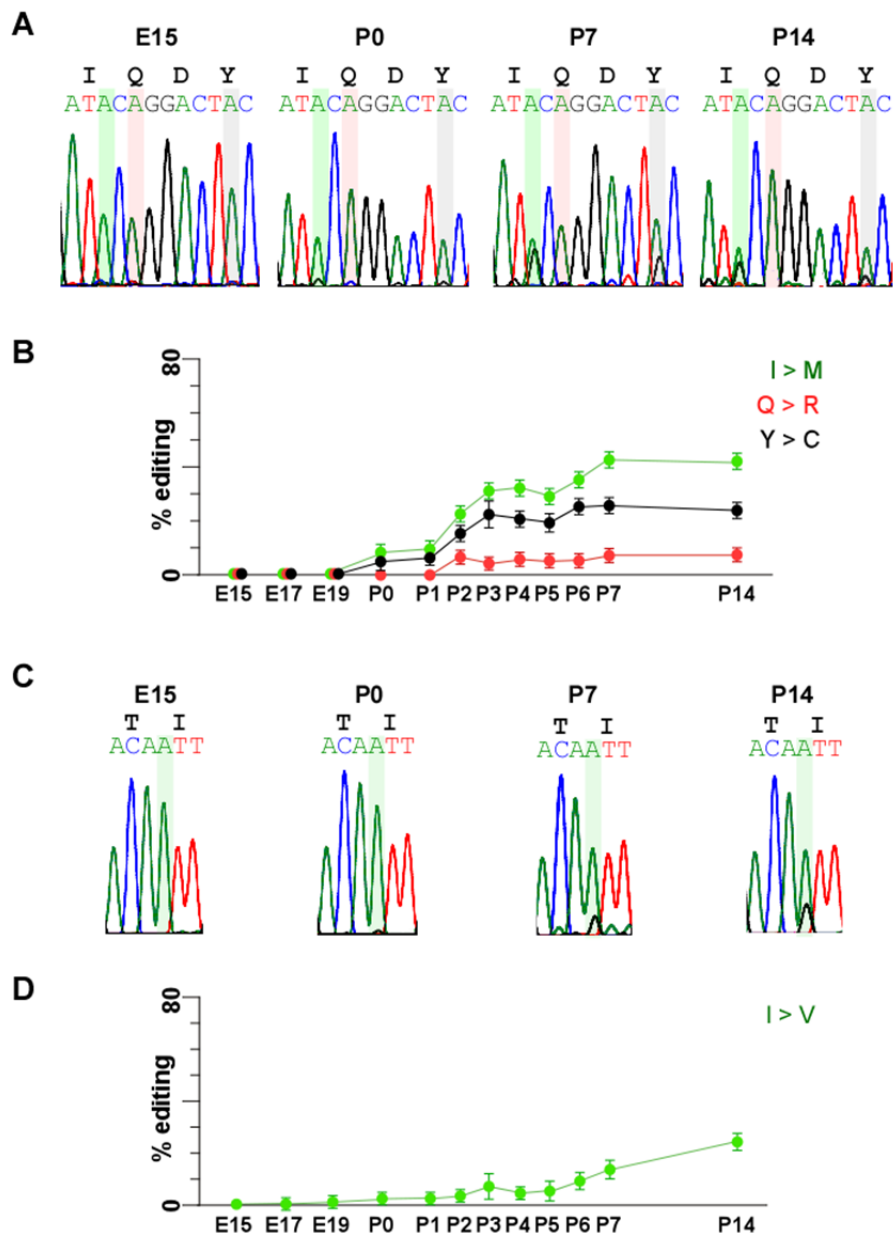 A
E15 P0 P7 P14
I Q D Y I Q D Y I Q D Y I Q D Y
ATACAGGACTAC ATACAGGACTAC ATACAGGACTAC ATACAGGACTAC
B
80
% editing
0
I > M
Q > R
Y > C
E15 E17 E19 P0 P1 P2 P3 P4 P5 P6 P7 P14
C
E15 P0 P7 P14
T I T I T I T I
ACAATT ACAATT ACAATT ACAATT
D
80
% editing
0
I > V
E15 E17 E19 P0 P1 P2 P3 P4 P5 P6 P7 P14